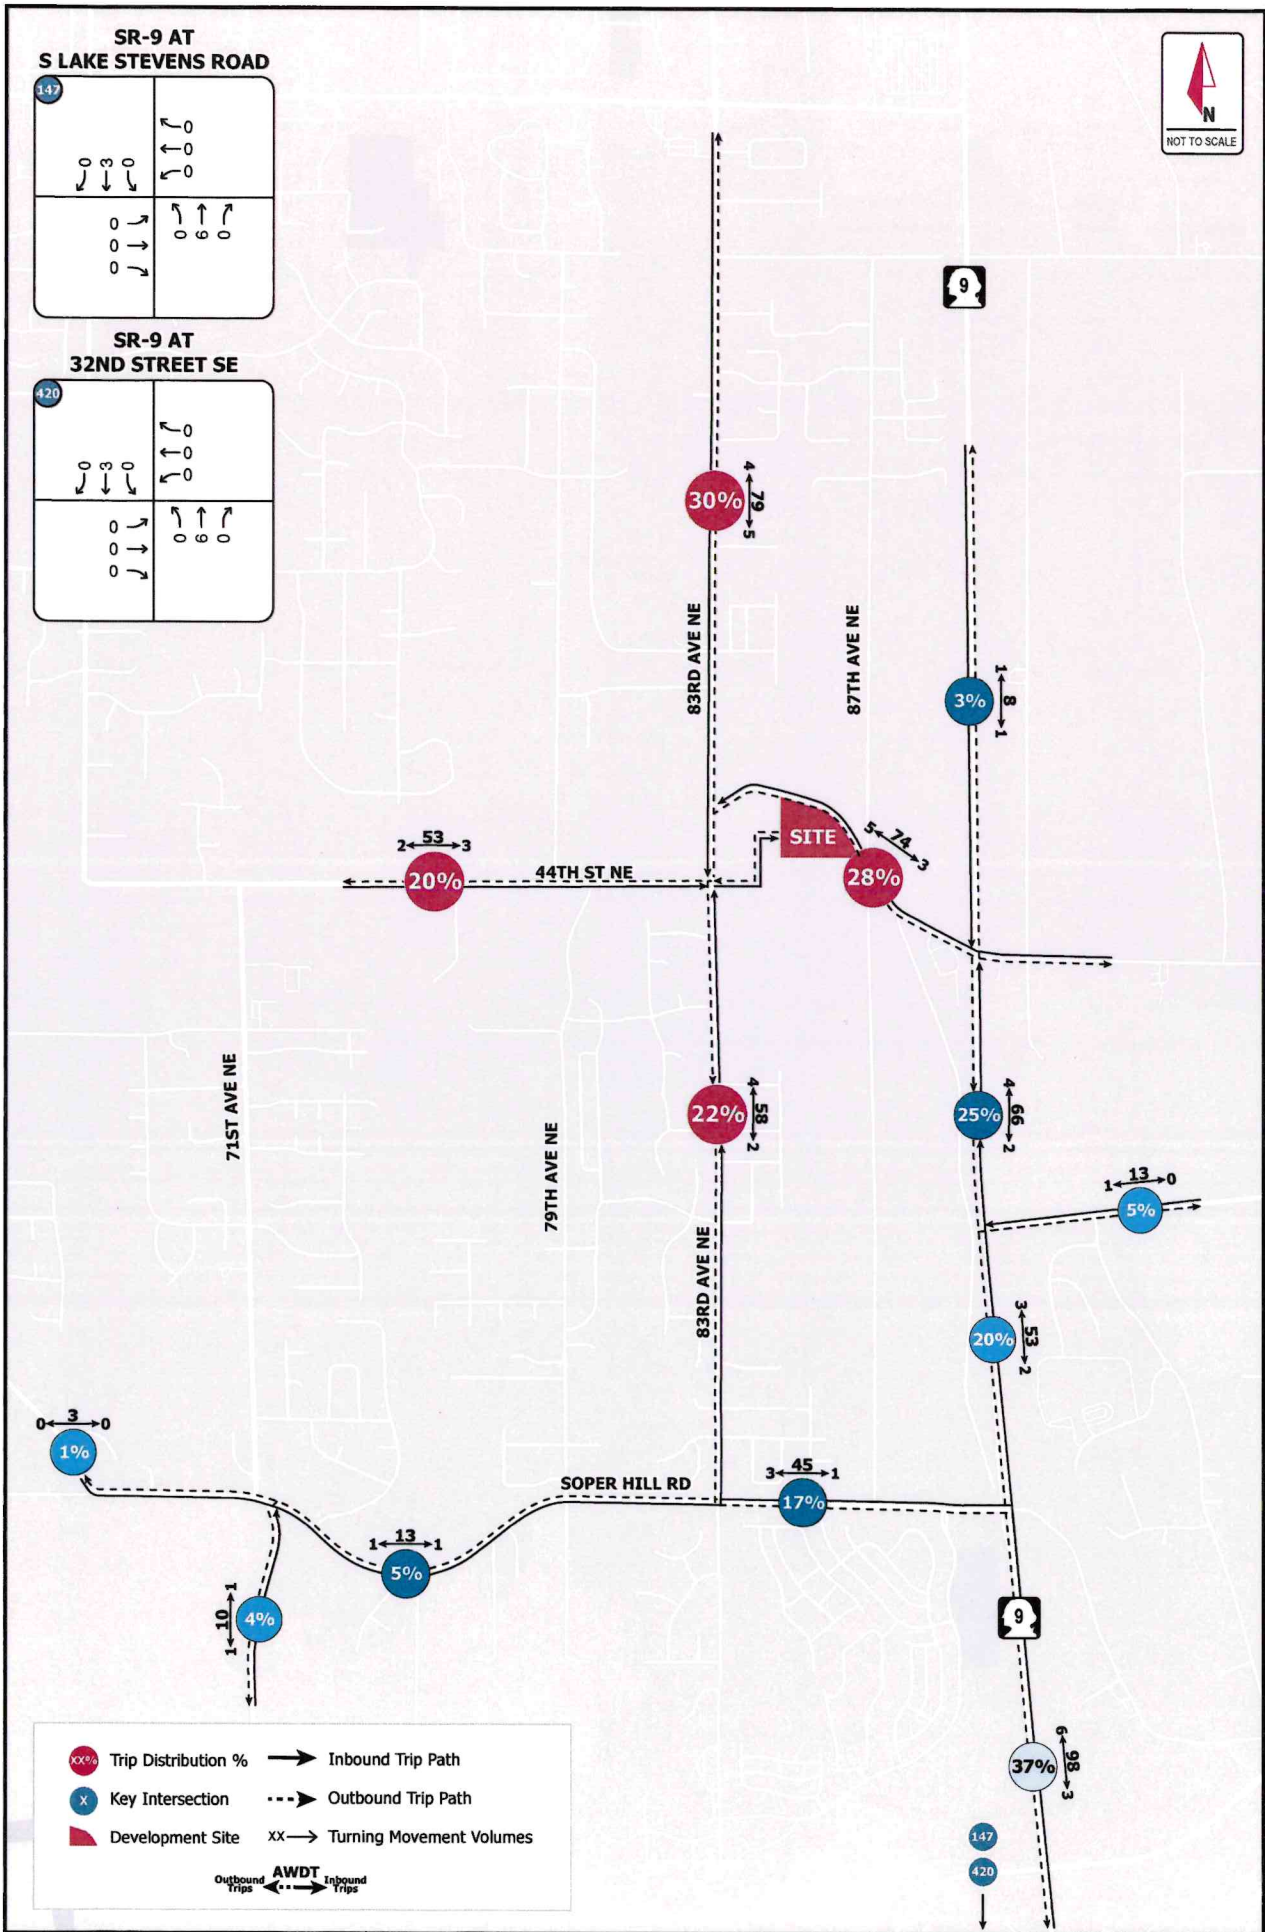 SR-9 AT
S LAKE STEVENS ROAD
147
0
0
0
0 3 0
0
0
0
0 6 0
SR-9 AT
32ND STREET SE
420
0
0
0
0 3 0
0
0
0
0 6 0
N
NOT TO SCALE
9
30%
4 79 5
83RD AVE NE
87TH AVE NE
3%
1 8 1
SITE
5 74 3
28%
2 53 3
20%
44TH ST NE
71ST AVE NE
79TH AVE NE
22%
4 58 2
83RD AVE NE
25%
4 66 2
1 13 0
5%
20%
3 53 2
0 3 0
1%
SOPER HILL RD
3 45 1
17%
1 13 1
5%
1 10 1
4%
9
37%
6 98 3
147
420
XX% Trip Distribution % Inbound Trip Path
X Key Intersection Outbound Trip Path
Development Site XX Turning Movement Volumes
Outbound Trips AWDT Inbound Trips